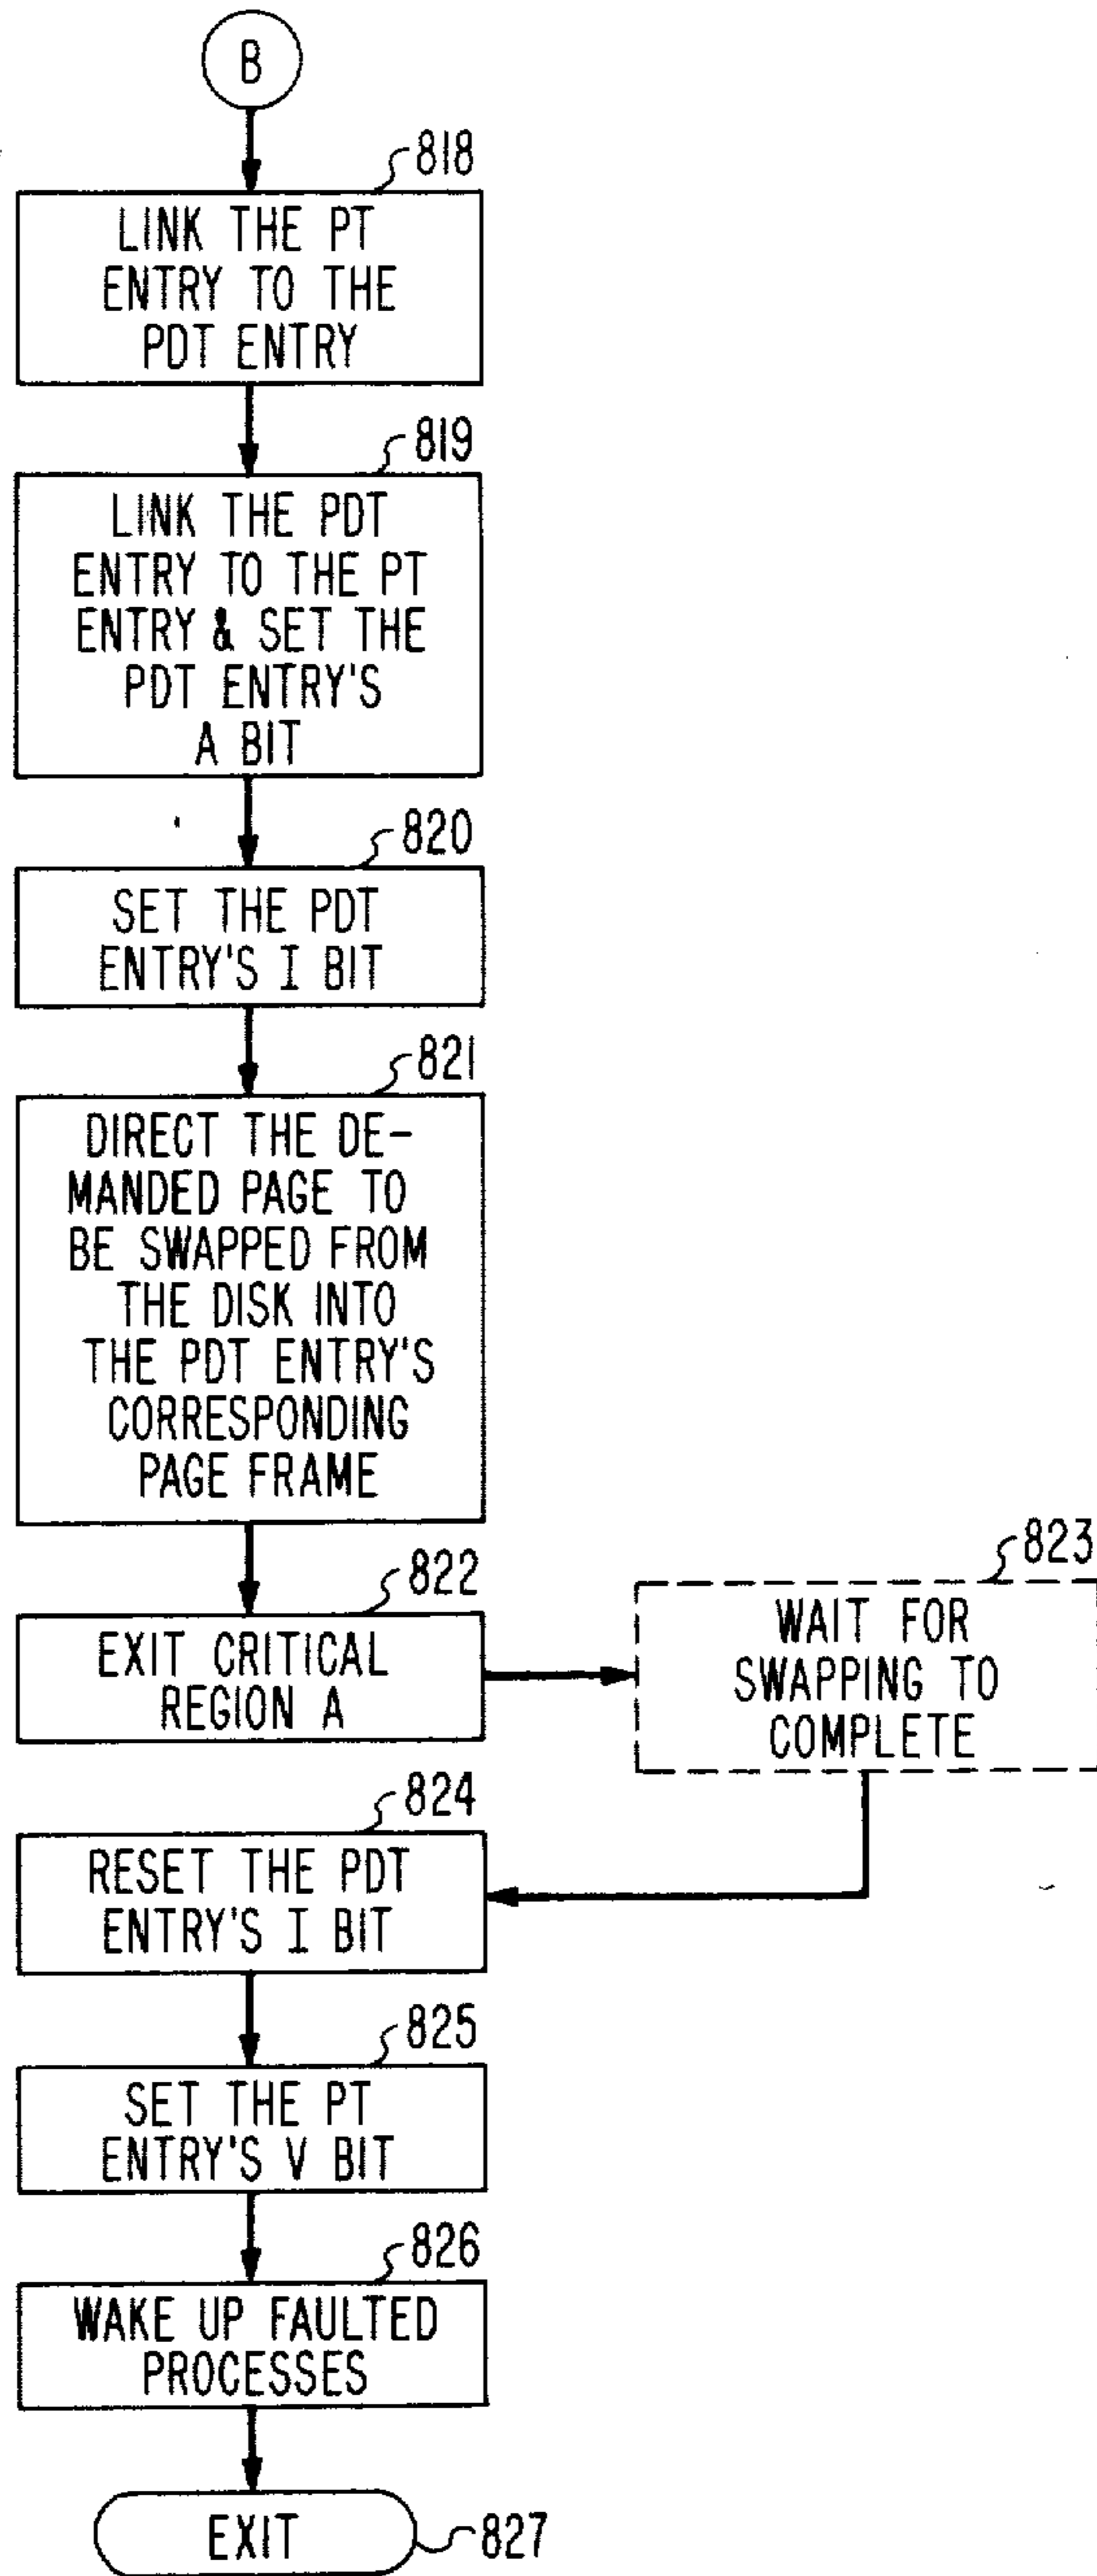 B
818
LINK THE PT
ENTRY TO THE
PDT ENTRY
819
LINK THE PDT
ENTRY TO THE PT
ENTRY & SET THE
PDT ENTRY'S
A BIT
820
SET THE PDT
ENTRY'S I BIT
821
DIRECT THE DE-
MANDED PAGE TO
BE SWAPPED FROM
THE DISK INTO
THE PDT ENTRY'S
CORRESPONDING
PAGE FRAME
822
EXIT CRITICAL
REGION A
823
WAIT FOR
SWAPPING TO
COMPLETE
824
RESET THE PDT
ENTRY'S I BIT
825
SET THE PT
ENTRY'S V BIT
826
WAKE UP FAULTED
PROCESSES
EXIT
827